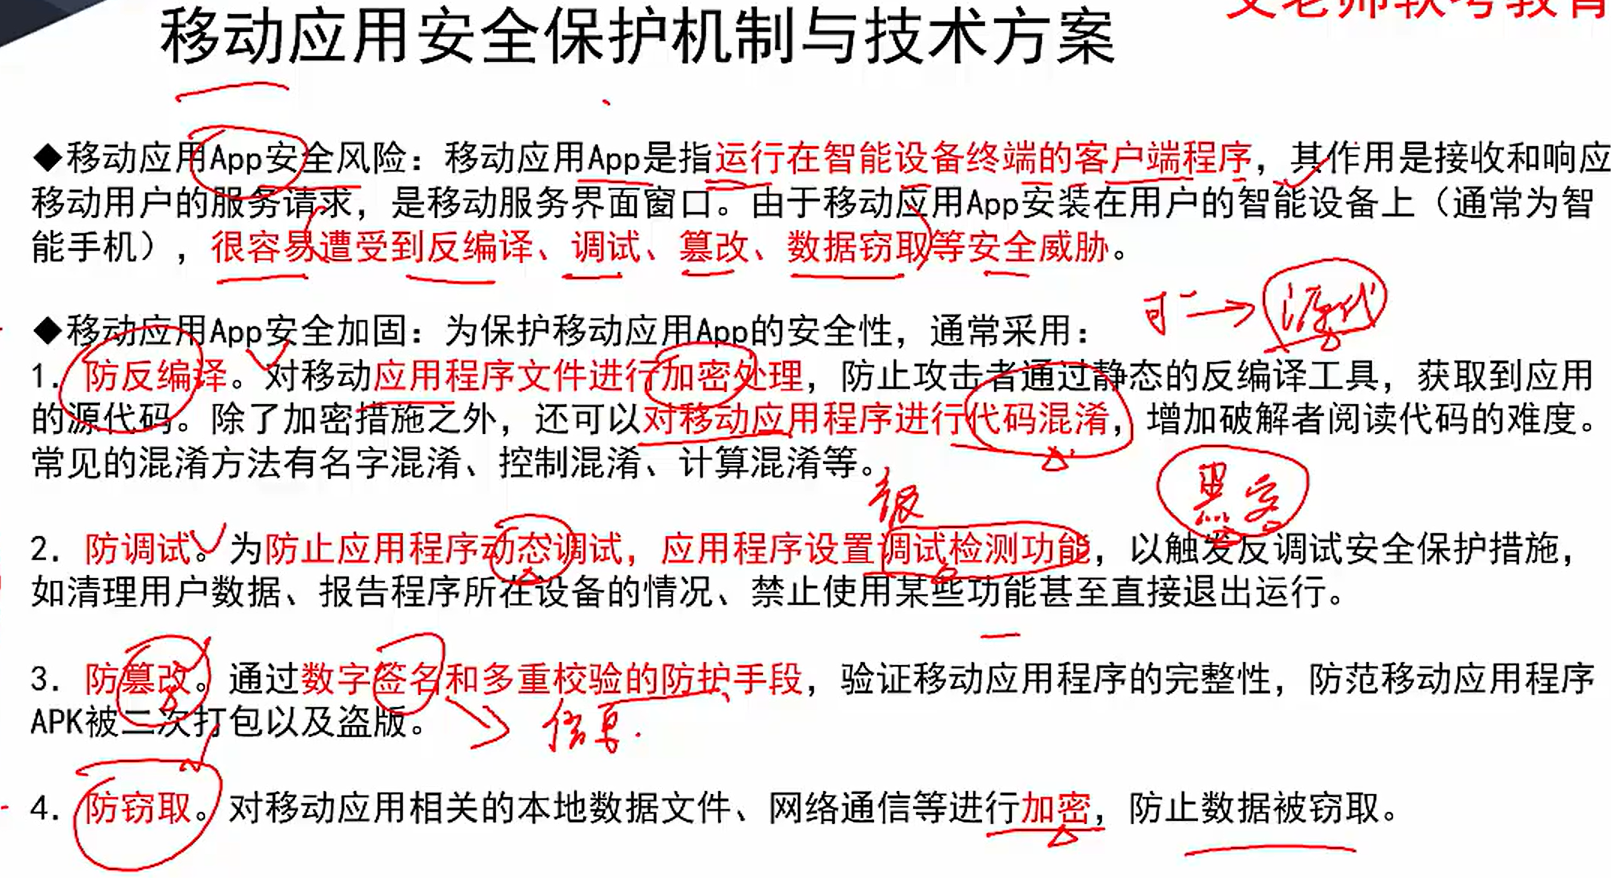 老师软考教育
移动应用安全保护机制与技术方案
◆移动应用App安全风险：移动应用App是指运行在智能设备终端的客户端程序，其作用是接收和响应
移动用户的服务请求，是移动服务界面窗口。由于移动应用App安装在用户的智能设备上（通常为智
能手机），很容易遭受到反编译、调试、篡改、数据窃取等安全威胁。
◆移动应用App安全加固：为保护移动应用App的安全性，通常采用：
1. 防反编译。对移动应用程序文件进行加密处理，防止攻击者通过静态的反编译工具，获取到应用
的源代码。除了加密措施之外，还可以对移动应用程序进行代码混淆，增加破解者阅读代码的难度。
常见的混淆方法有名字混淆、控制混淆、计算混淆等。
黑客
2. 防调试。为防止应用程序动态调试，应用程序设置调试检测功能，以触发反调试安全保护措施，
如清理用户数据、报告程序所在设备的情况、禁止使用某些功能甚至直接退出运行。
3. 防篡改。通过数字签名和多重校验的防护手段，验证移动应用程序的完整性，防范移动应用程序
APK被二次打包以及盗版。
4. 防窃取。对移动应用相关的本地数据文件、网络通信等进行加密，防止数据被窃取。